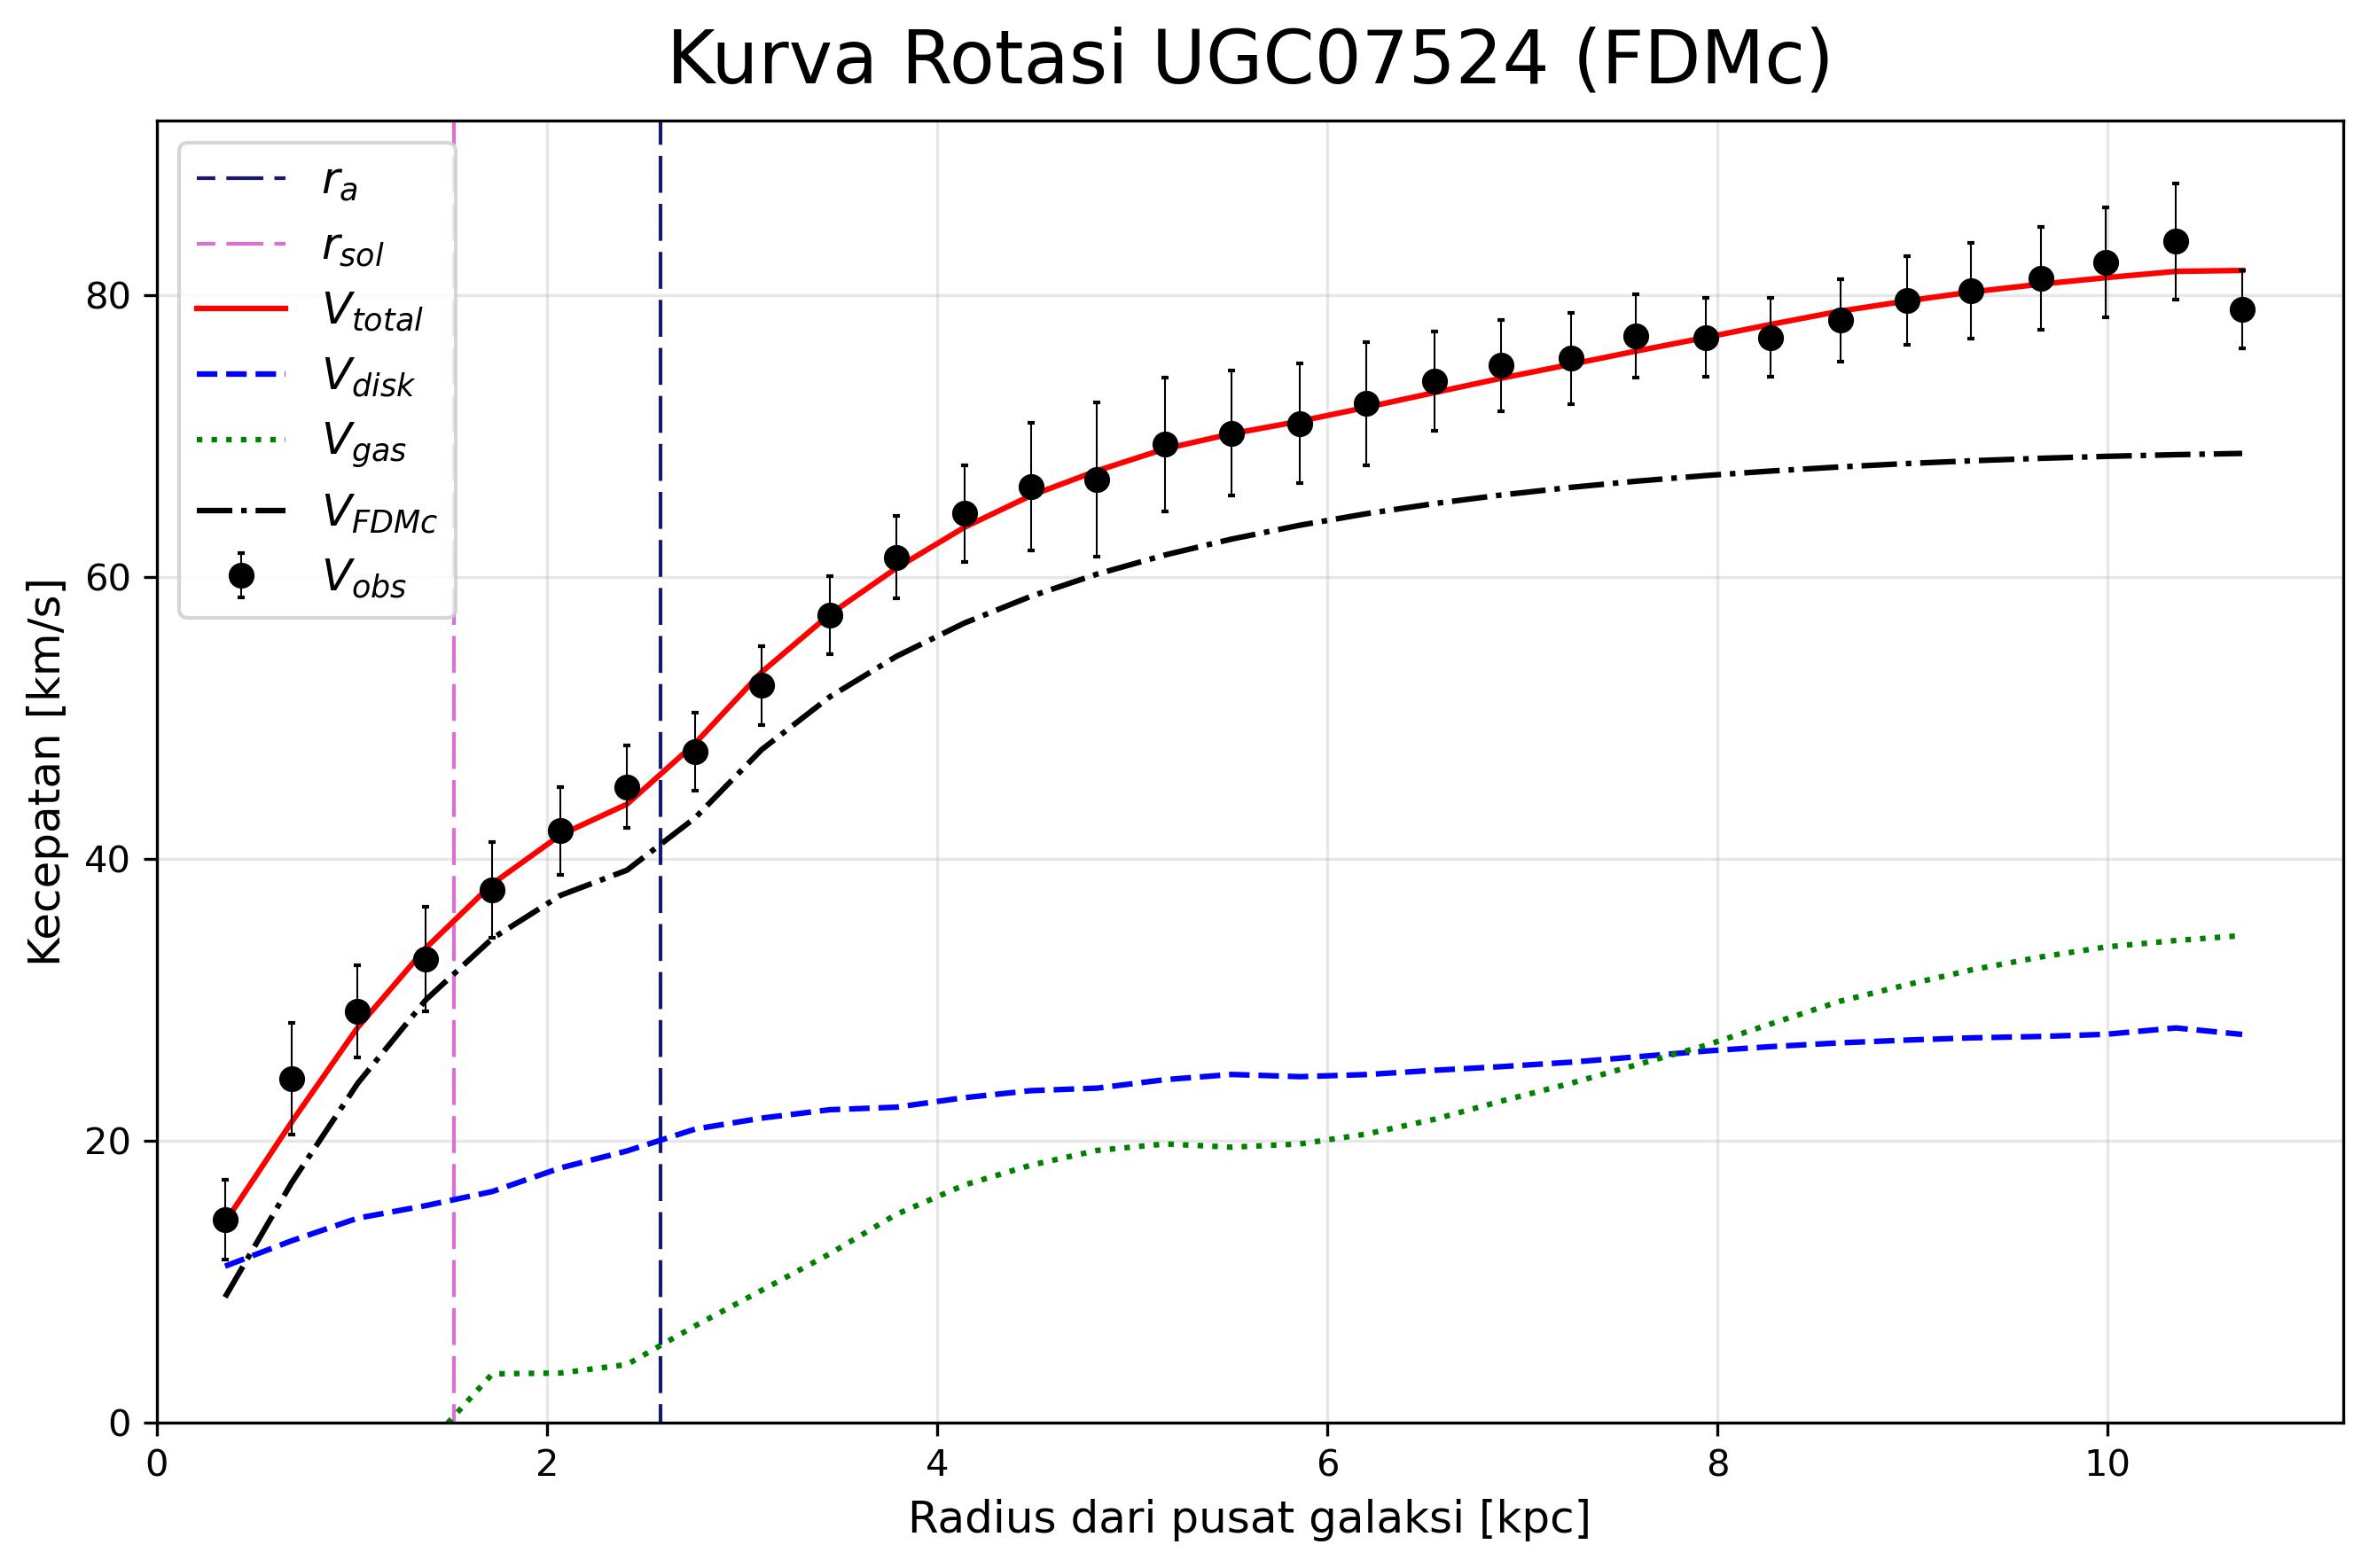 Kurva Rotasi UGC07524 (FDMc)
r_a
r_sol
V_total
V_disk
V_gas
V_FDMc
V_obs
Kecepatan [km/s]
80
60
40
20
0
0 2 4 6 8 10
Radius dari pusat galaksi [kpc]